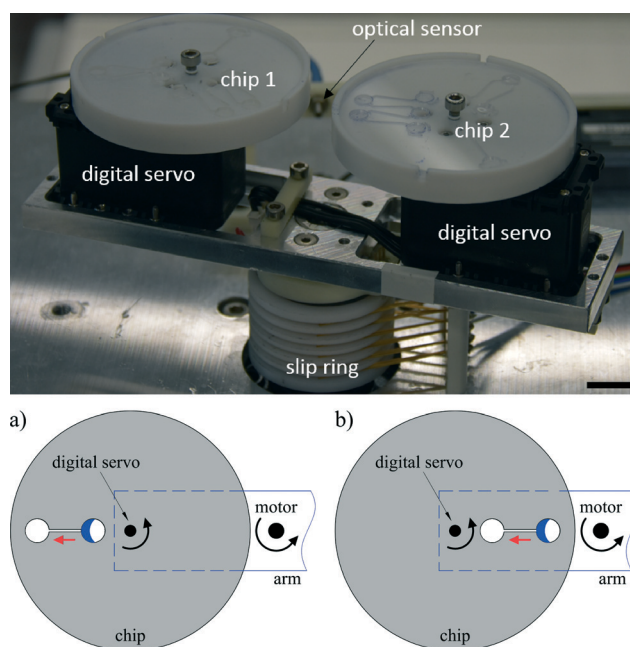 optical sensor
chip 1
chip 2
digital servo
digital servo
slip ring
a)
b)
digital servo
motor
arm
chip
digital servo
motor
arm
chip